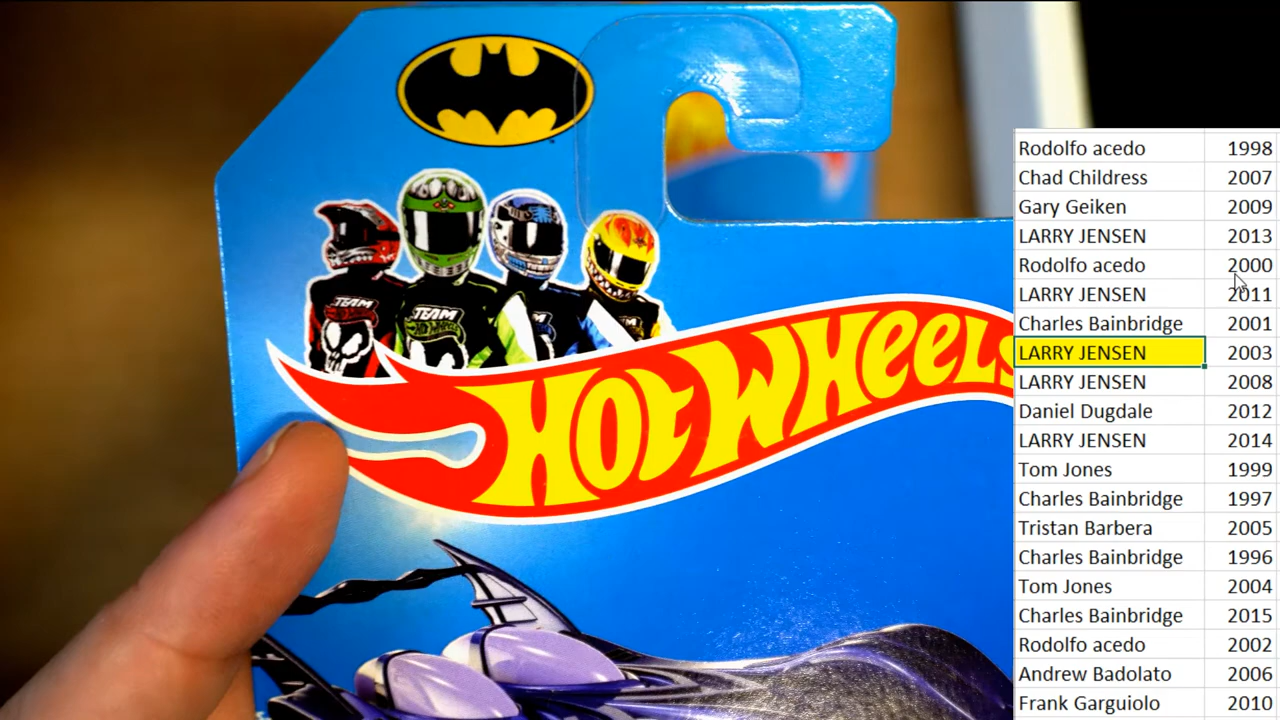 TEAM
TEAM
HOT WHEELS
Rodolfo acedo 1998
Chad Childress 2007
Gary Geiken 2009
LARRY JENSEN 2013
Rodolfo acedo 2000
LARRY JENSEN 2011
Charles Bainbridge 2001
LARRY JENSEN 2003
LARRY JENSEN 2008
Daniel Dugdale 2012
LARRY JENSEN 2014
Tom Jones 1999
Charles Bainbridge 1997
Tristan Barbera 2005
Charles Bainbridge 1996
Tom Jones 2004
Charles Bainbridge 2015
Rodolfo acedo 2002
Andrew Badolato 2006
Frank Garguiolo 2010